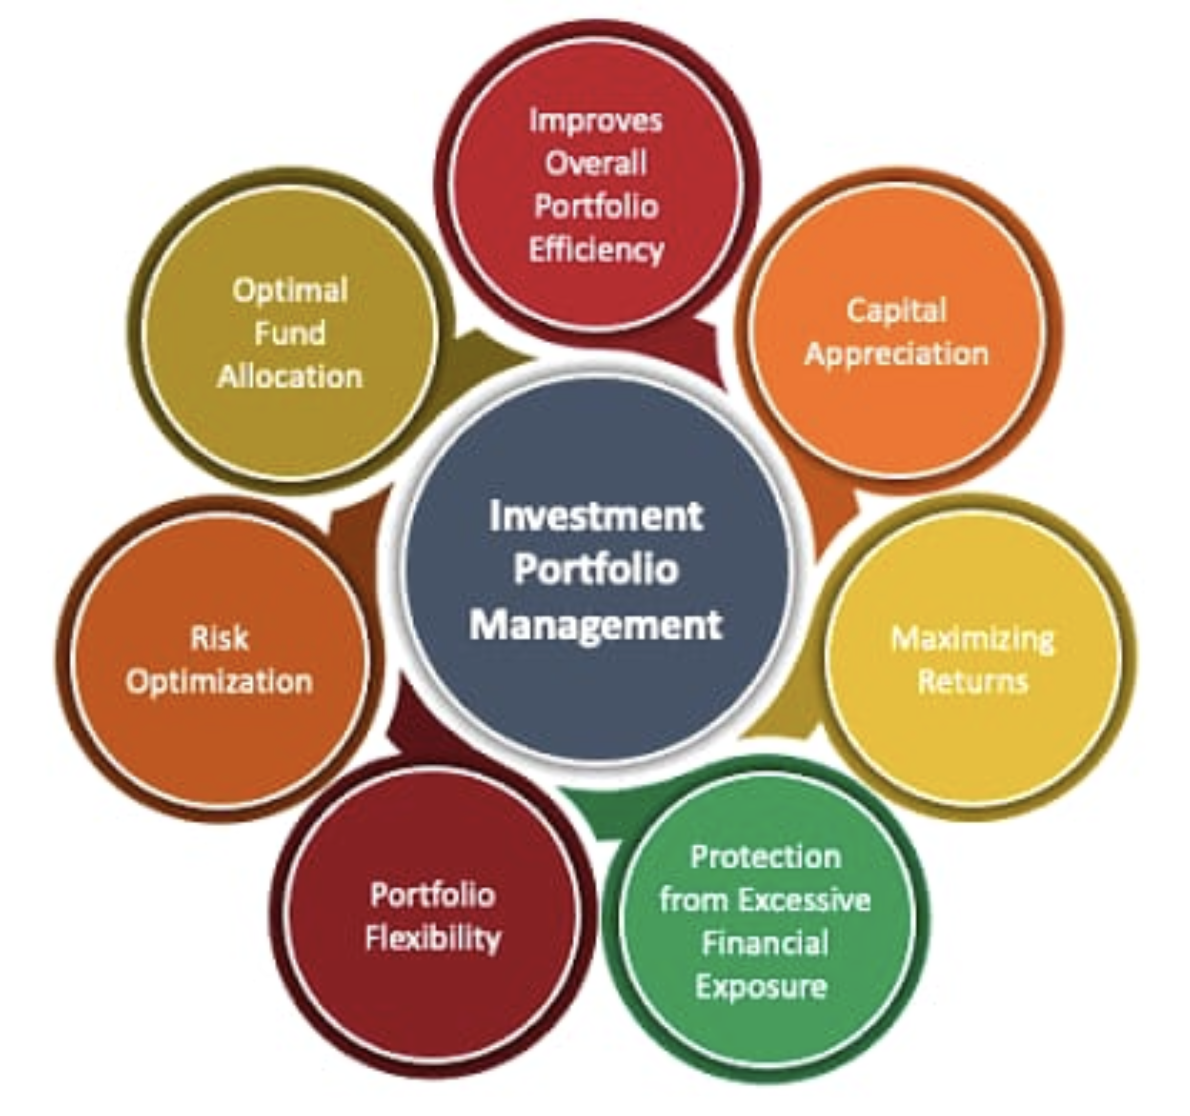 Improves
Overall
Portfolio
Efficiency
Capital
Appreciation
Maximizing
Returns
Protection
from Excessive
Financial
Exposure
Portfolio
Flexibility
Risk
Optimization
Optimal
Fund
Allocation
Investment
Portfolio
Management